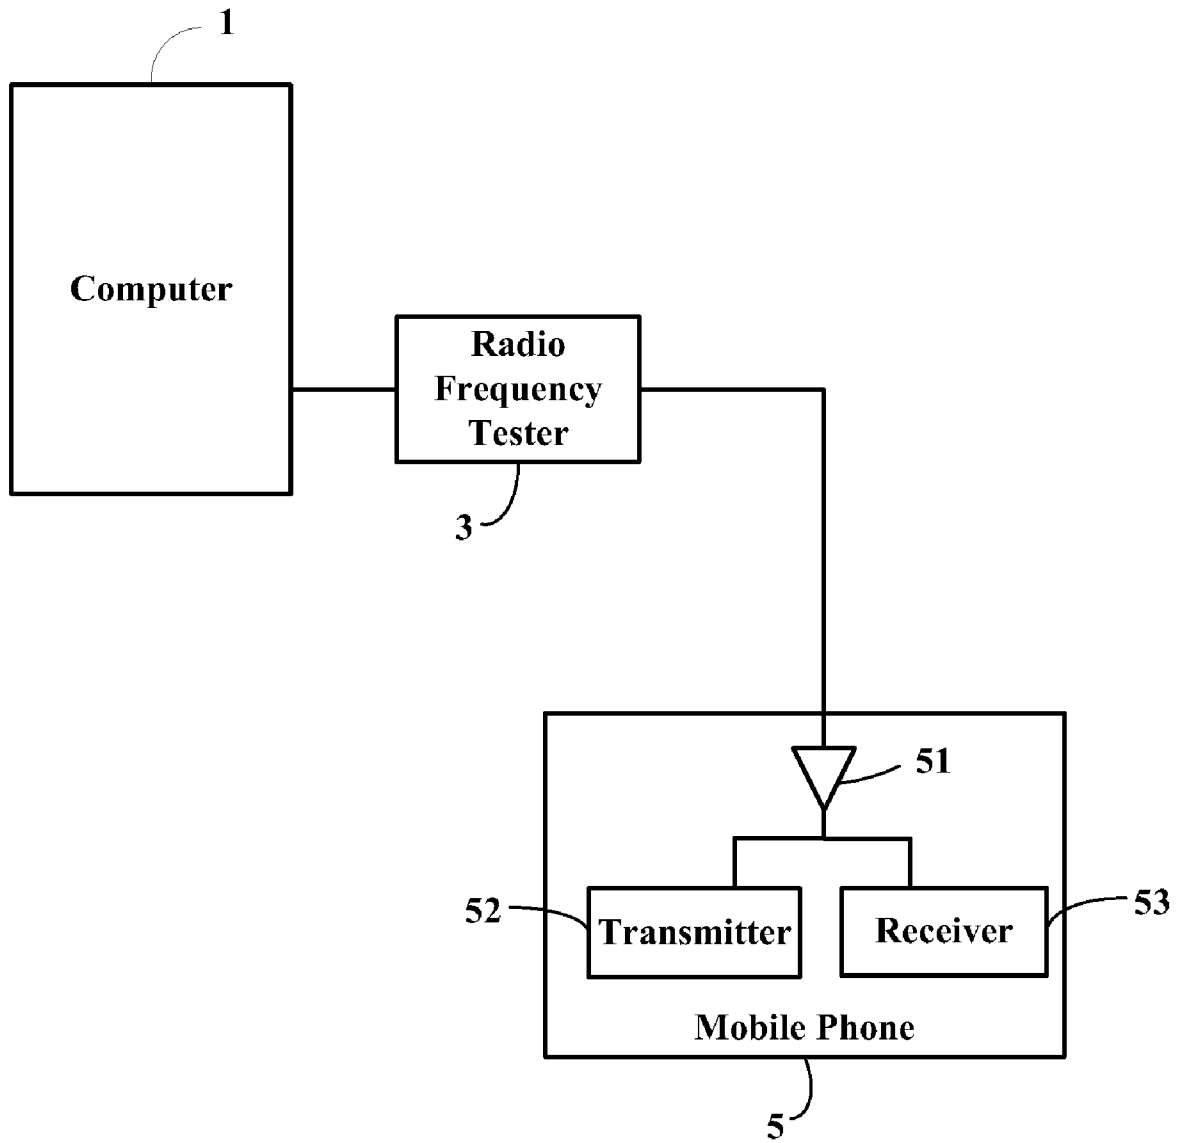 1
Computer
Radio
Frequency
Tester
3
51
52
Transmitter
Receiver
53
Mobile Phone
5